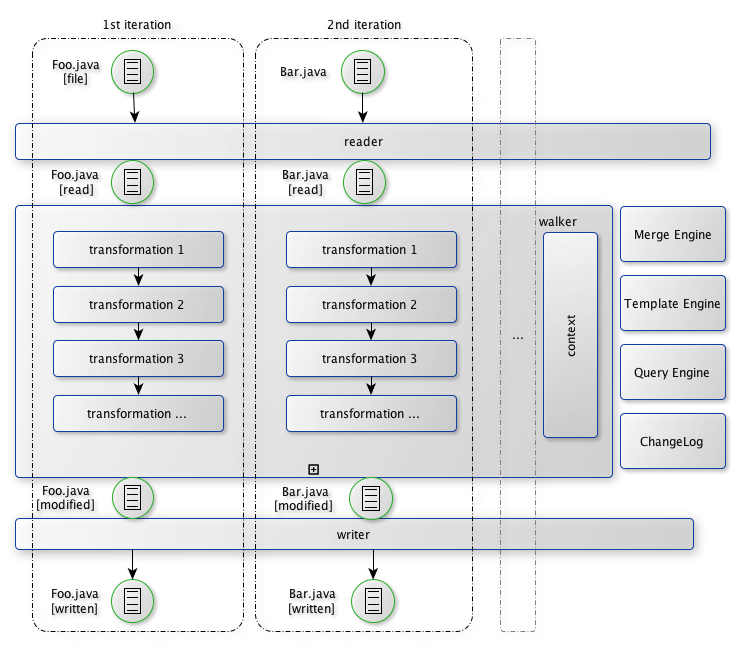 1st iteration
2nd iteration
Foo.java
[file]
Bar.java
reader
Foo.java
[read]
Bar.java
[read]
walker
transformation 1
transformation 2
transformation 3
transformation ...
transformation 1
transformation 2
transformation 3
transformation ...
...
context
Merge Engine
Template Engine
Query Engine
ChangeLog
Foo.java
[modified]
Bar.java
[modified]
writer
Foo.java
[written]
Bar.java
[written]